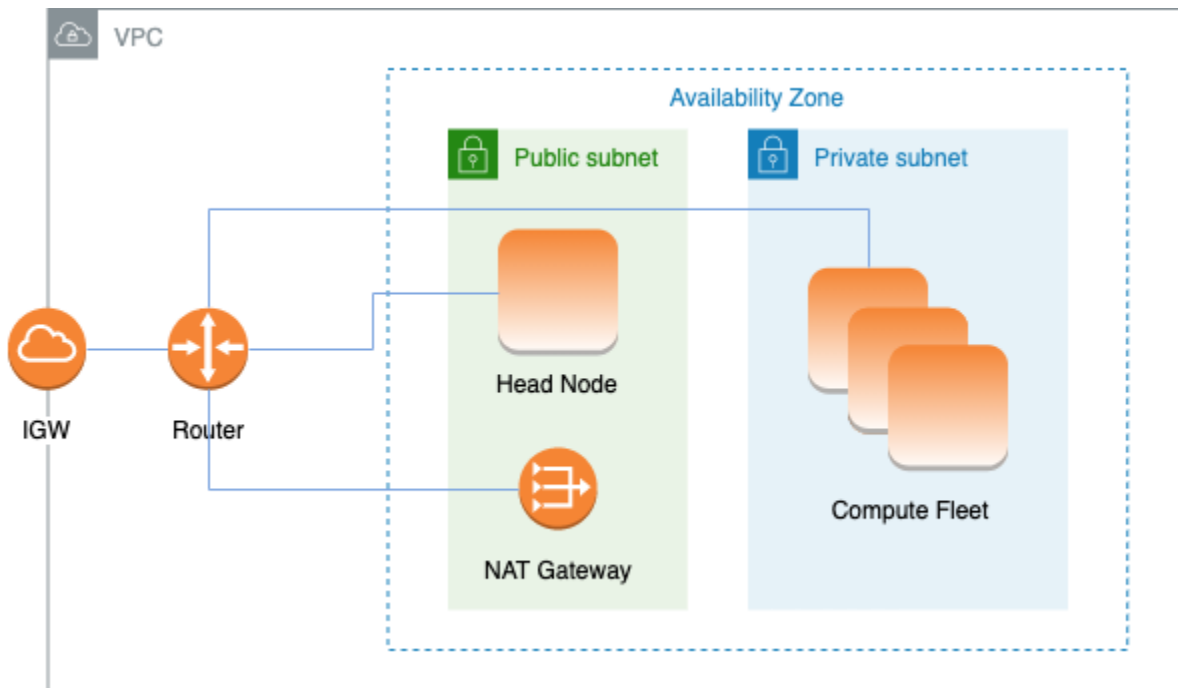 VPC
Availability Zone
Public subnet
Private subnet
Head Node
IGW
Router
Compute Fleet
NAT Gateway